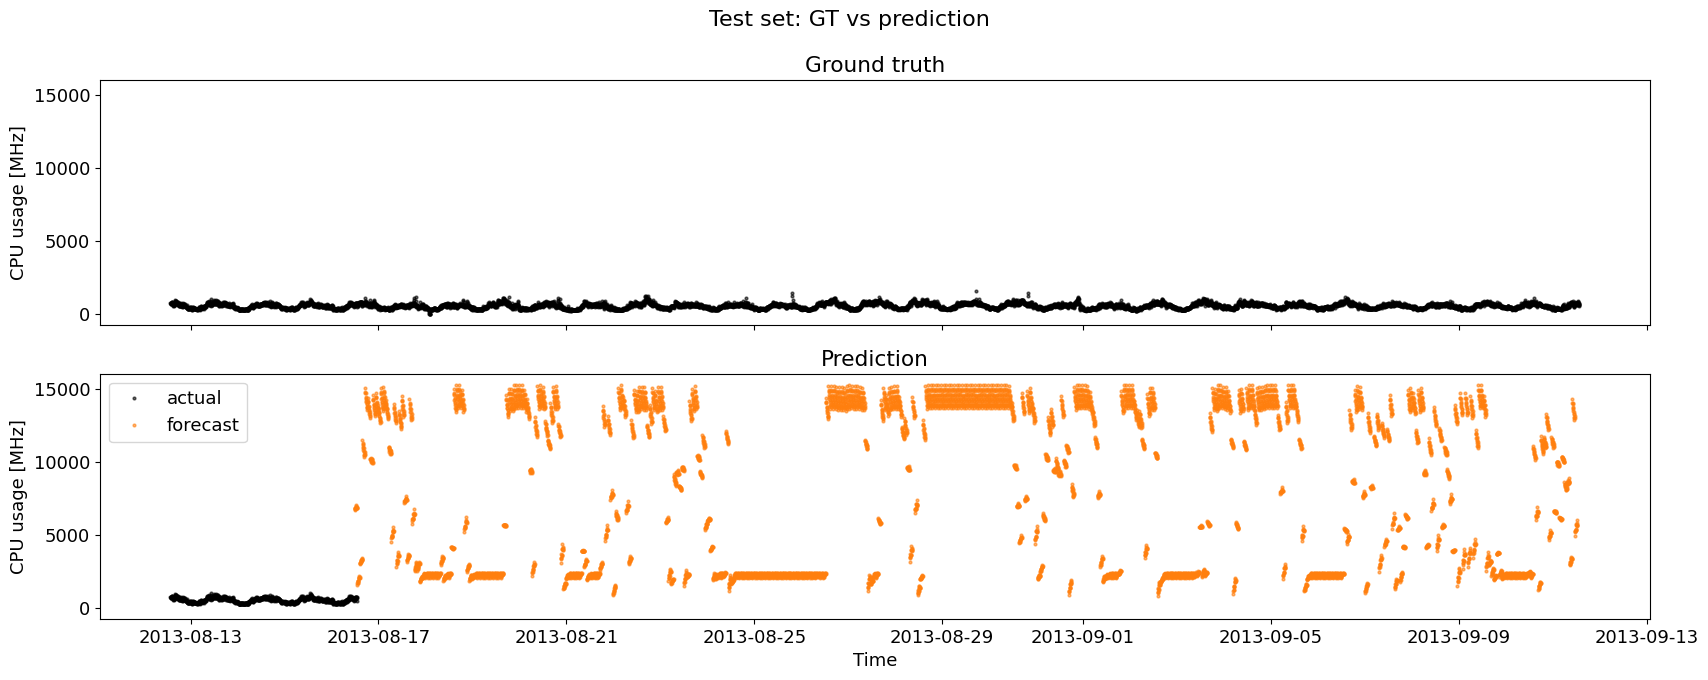 Test set: GT vs prediction
Ground truth
15000
10000
5000
0
CPU usage [MHz]
Prediction
15000
10000
5000
0
CPU usage [MHz]
actual
forecast
2013-08-13 2013-08-17 2013-08-21 2013-08-25 2013-08-29 2013-09-01 2013-09-05 2013-09-09 2013-09-13
Time